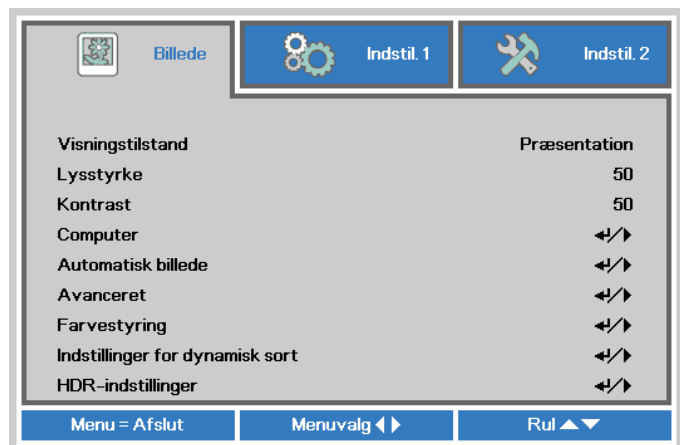 Billede
Indstil. 1
Indstil. 2
Visningstilstand Præsentation
Lysstyrke 50
Kontrast 50
Computer
Automatisk billede
Avanceret
Farvestyring
Indstillinger for dynamisk sort
HDR-indstillinger
Menu = Afslut Menuvalg Rul